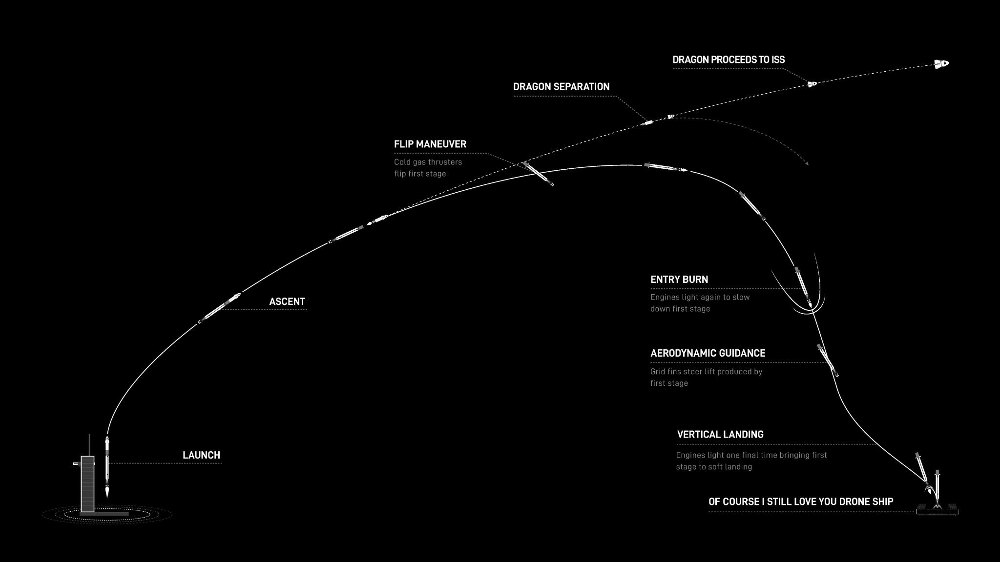 DRAGON PROCEEDS TO ISS
DRAGON SEPARATION
FLIP MANEUVER
Cold gas thrusters
flip first stage
ENTRY BURN
Engines light again to slow
down first stage
ASCENT
AERODYNAMIC GUIDANCE
Grid fins steer lift produced by
first stage
VERTICAL LANDING
Engines light one final time bringing first
stage to soft landing
LAUNCH
OF COURSE I STILL LOVE YOU DRONE SHIP